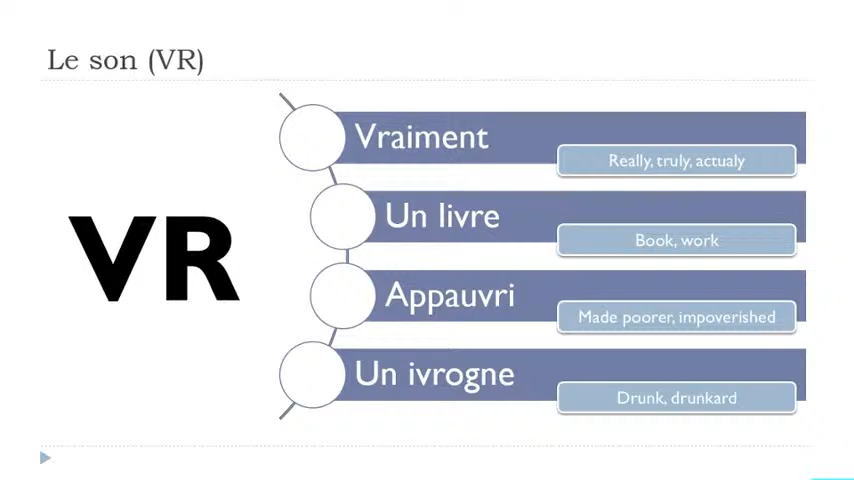 Le son (VR)
VR
Vraiment
Really, truly, actualy
Un livre
Book, work
Appauvri
Made poorer, impoverished
Un ivrogne
Drunk, drunkard